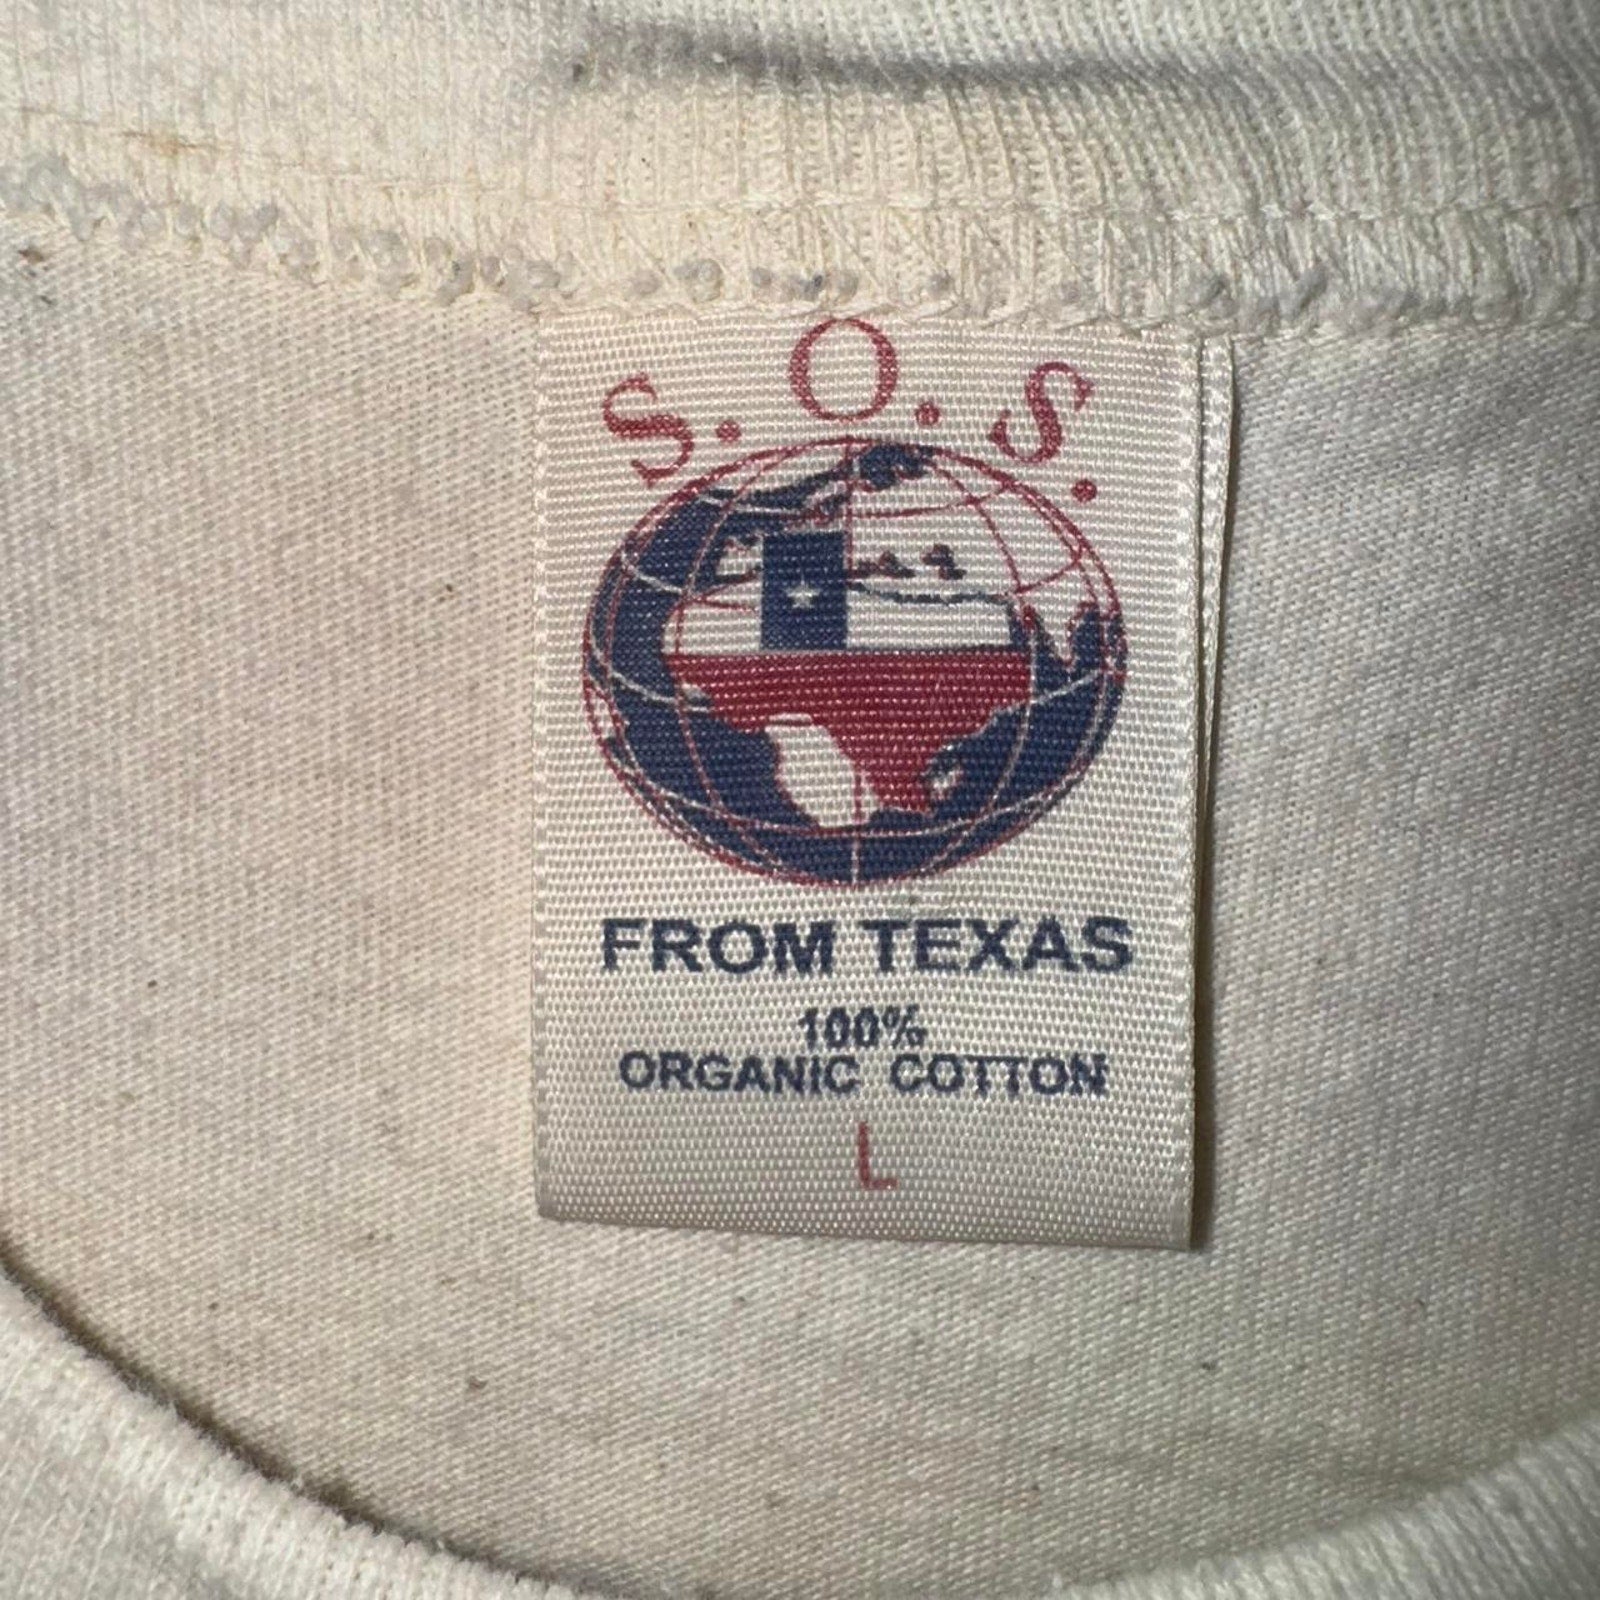 S.O.S.
FROM TEXAS
100%
ORGANIC COTTON
L